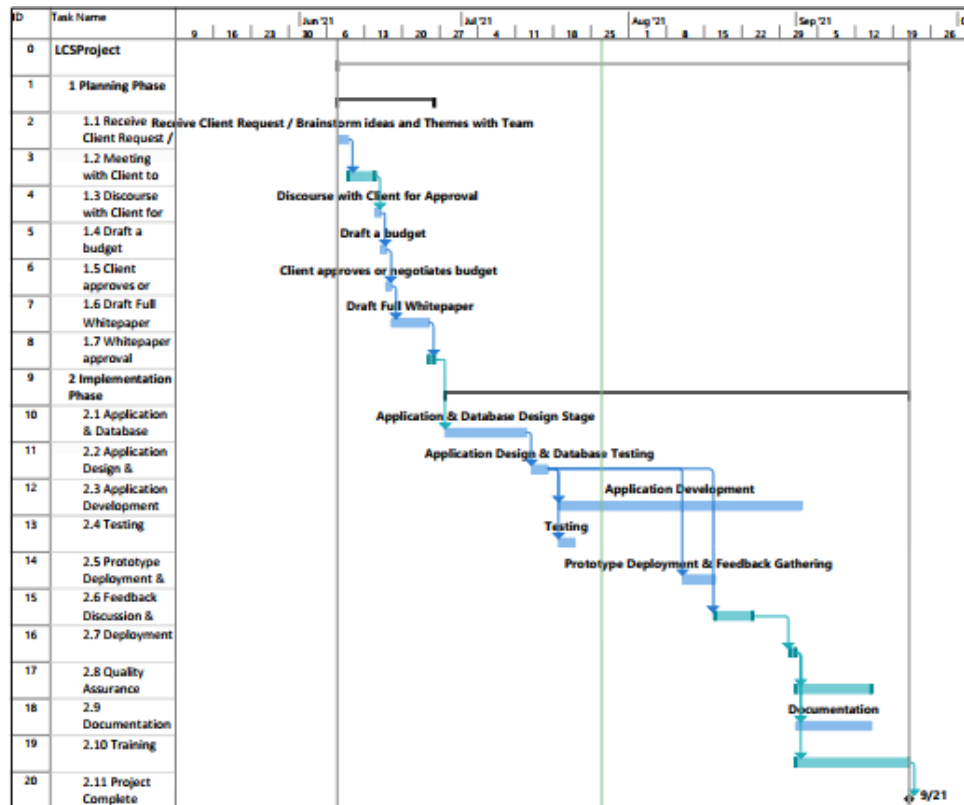 ID Task Name
Jun '21 Jul '21 Aug '21 Sep '21
9 16 23 30 6 13 20 27 4 11 18 25 1 8 15 22 29 5 12 19 26
0 LCSProject
1 1 Planning Phase
2 1.1 Receive Receive Client Request / Brainstorm ideas and Themes with Team
Client Request /
3 1.2 Meeting
with Client to
4 1.3 Discourse Discourse with Client for Approval
with Client for
5 1.4 Draft a Draft a budget
budget
6 1.5 Client Client approves or negotiates budget
approves or
7 1.6 Draft Full Draft Full Whitepaper
Whitepaper
8 1.7 Whitepaper
approval
9 2 Implementation
Phase
10 2.1 Application Application & Database Design Stage
& Database
11 2.2 Application Application Design & Database Testing
Design &
12 2.3 Application Application Development
Development
13 2.4 Testing Testing
14 2.5 Prototype Prototype Deployment & Feedback Gathering
Deployment &
15 2.6 Feedback
Discussion &
16 2.7 Deployment
17 2.8 Quality
Assurance
18 2.9 Documentation
Documentation
19 2.10 Training
20 2.11 Project
Complete 9/21